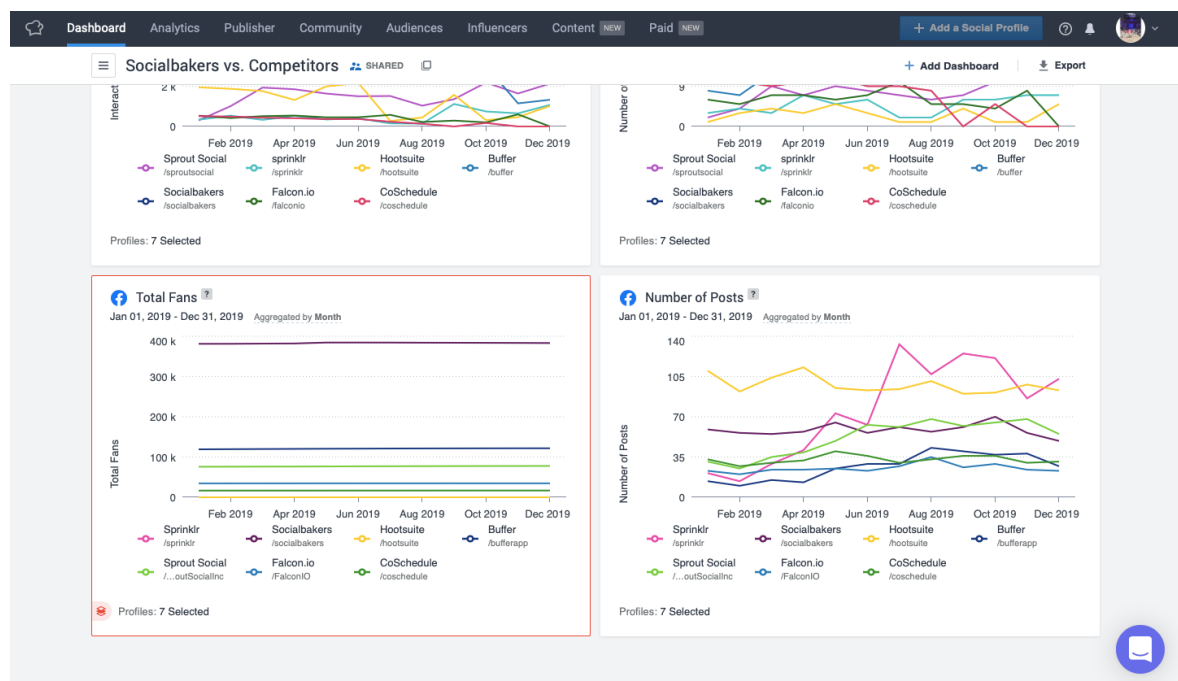 Dashboard Analytics Publisher Community Audiences Influencers Content NEW Paid NEW + Add a Social Profile
Socialbakers vs. Competitors SHARED + Add Dashboard Export
Interact
2 K
0
Feb 2019 Apr 2019 Jun 2019 Aug 2019 Oct 2019 Dec 2019
Sprout Social sprinklr Hootsuite Buffer
/sproutsocial /sprinklr /hootsuite /buffer
Socialbakers Falcon.io CoSchedule
/socialbakers /falconio /coschedule
Profiles: 7 Selected
Number o
9
0
Feb 2019 Apr 2019 Jun 2019 Aug 2019 Oct 2019 Dec 2019
Sprout Social sprinklr Hootsuite Buffer
/sproutsocial /sprinklr /hootsuite /buffer
Socialbakers Falcon.io CoSchedule
/socialbakers /falconio /coschedule
Profiles: 7 Selected
Total Fans ?
Jan 01, 2019 - Dec 31, 2019 Aggregated by Month
400 k
300 k
200 k
100 k
0
Total Fans
Feb 2019 Apr 2019 Jun 2019 Aug 2019 Oct 2019 Dec 2019
Sprinklr Socialbakers Hootsuite Buffer
/sprinklr /socialbakers /hootsuite /bufferapp
Sprout Social Falcon.io CoSchedule
/...outSocialInc /FalconIO /coschedule
Profiles: 7 Selected
Number of Posts ?
Jan 01, 2019 - Dec 31, 2019 Aggregated by Month
140
105
70
35
0
Number of Posts
Feb 2019 Apr 2019 Jun 2019 Aug 2019 Oct 2019 Dec 2019
Sprinklr Socialbakers Hootsuite Buffer
/sprinklr /socialbakers /hootsuite /bufferapp
Sprout Social Falcon.io CoSchedule
/...outSocialInc /FalconIO /coschedule
Profiles: 7 Selected